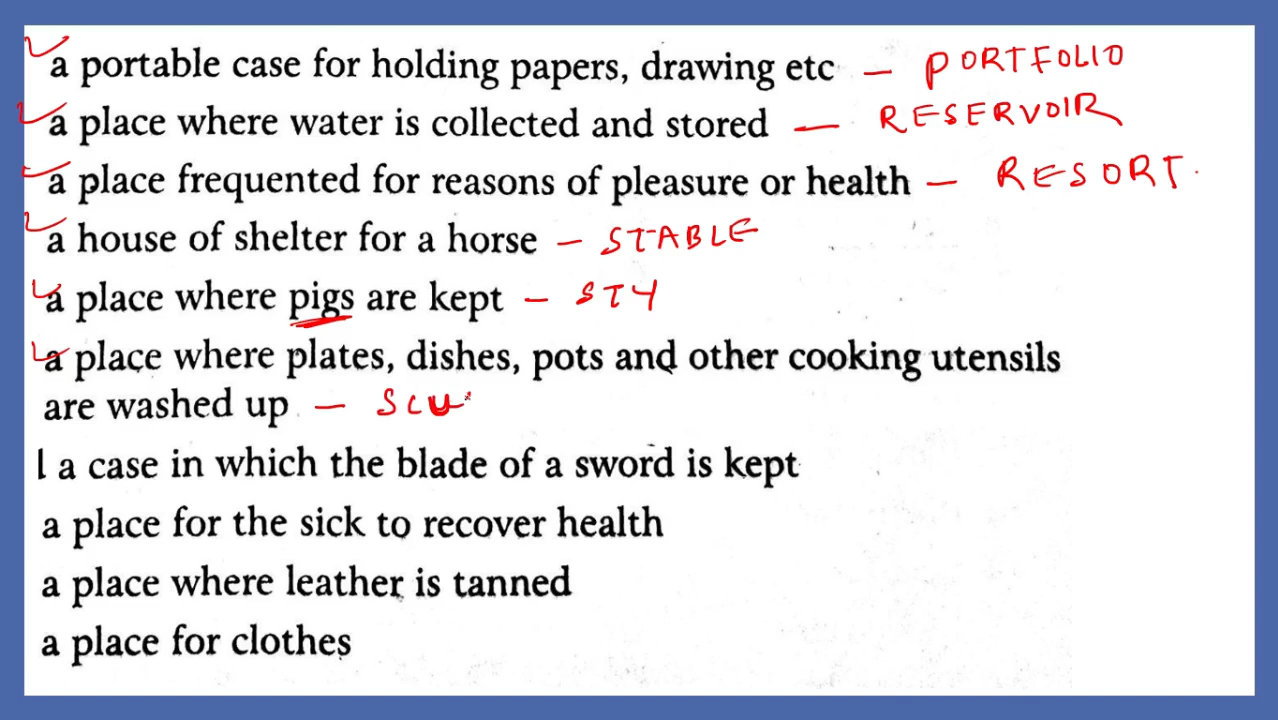 a portable case for holding papers, drawing etc — PORTFOLIO
a place where water is collected and stored — RESERVOIR
a place frequented for reasons of pleasure or health — RESORT.
a house of shelter for a horse — STABLE
a place where pigs are kept — STY
a place where plates, dishes, pots and other cooking utensils
are washed up — SCU
l a case in which the blade of a sword is kept
a place for the sick to recover health
a place where leather is tanned
a place for clothes